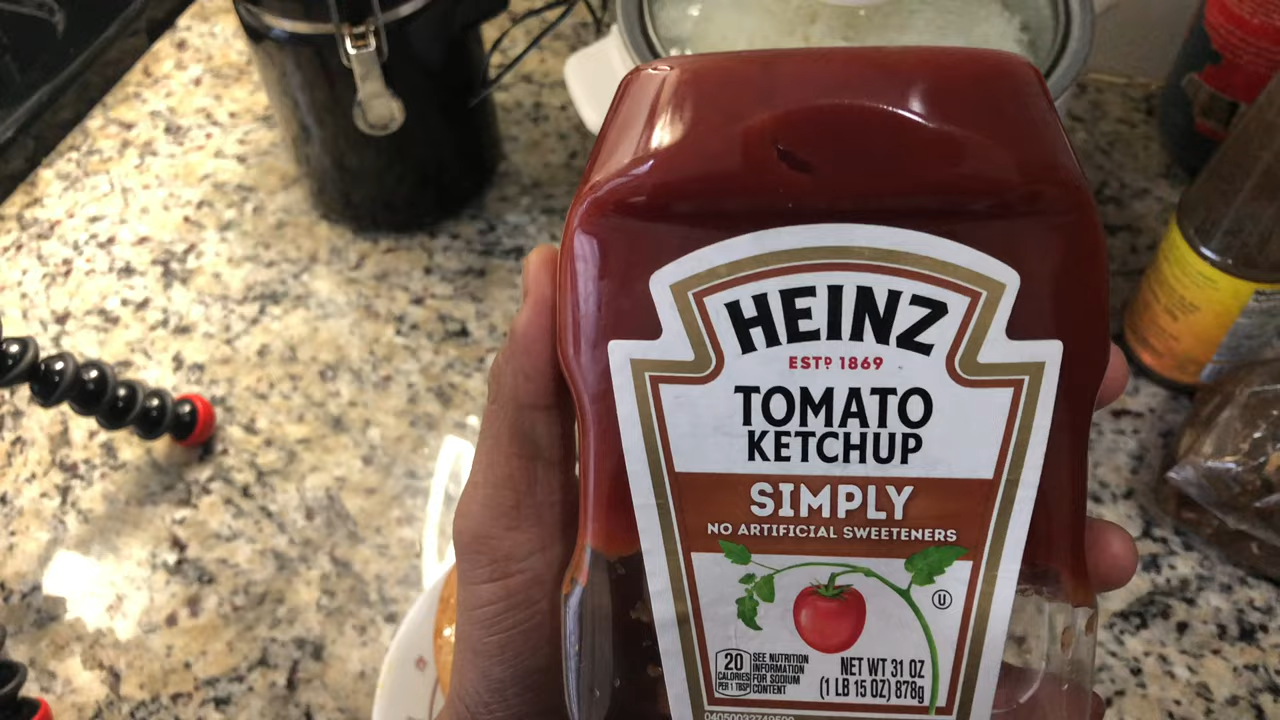 HEINZ
ESTD 1869
TOMATO
KETCHUP
SIMPLY
NO ARTIFICIAL SWEETENERS
U
20
CALORIES
PER 1 TBSP
SEE NUTRITION
INFORMATION
FOR SODIUM
CONTENT
NET WT 31 OZ
(1 LB 15 OZ) 878g